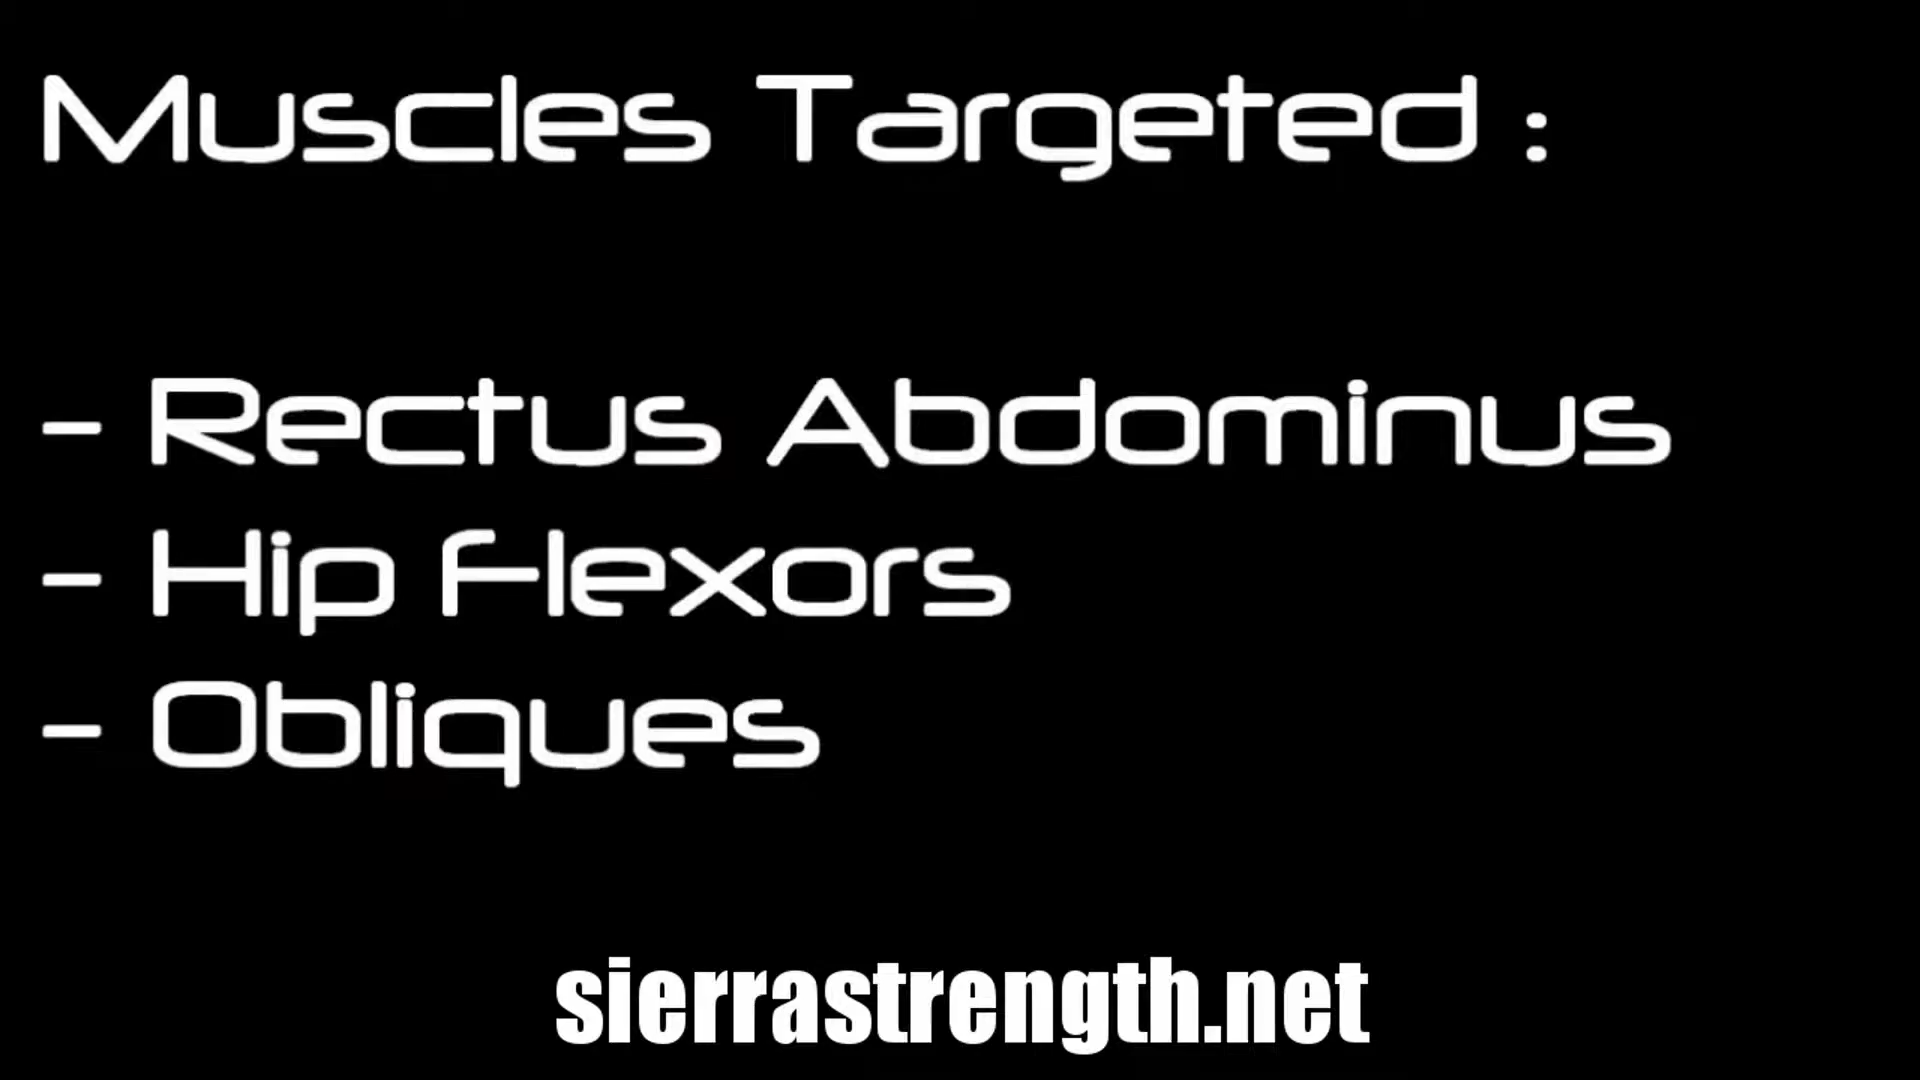 Muscles Targeted :
- Rectus Abdominus
- Hip Flexors
- Obliques
sierrastrength.net